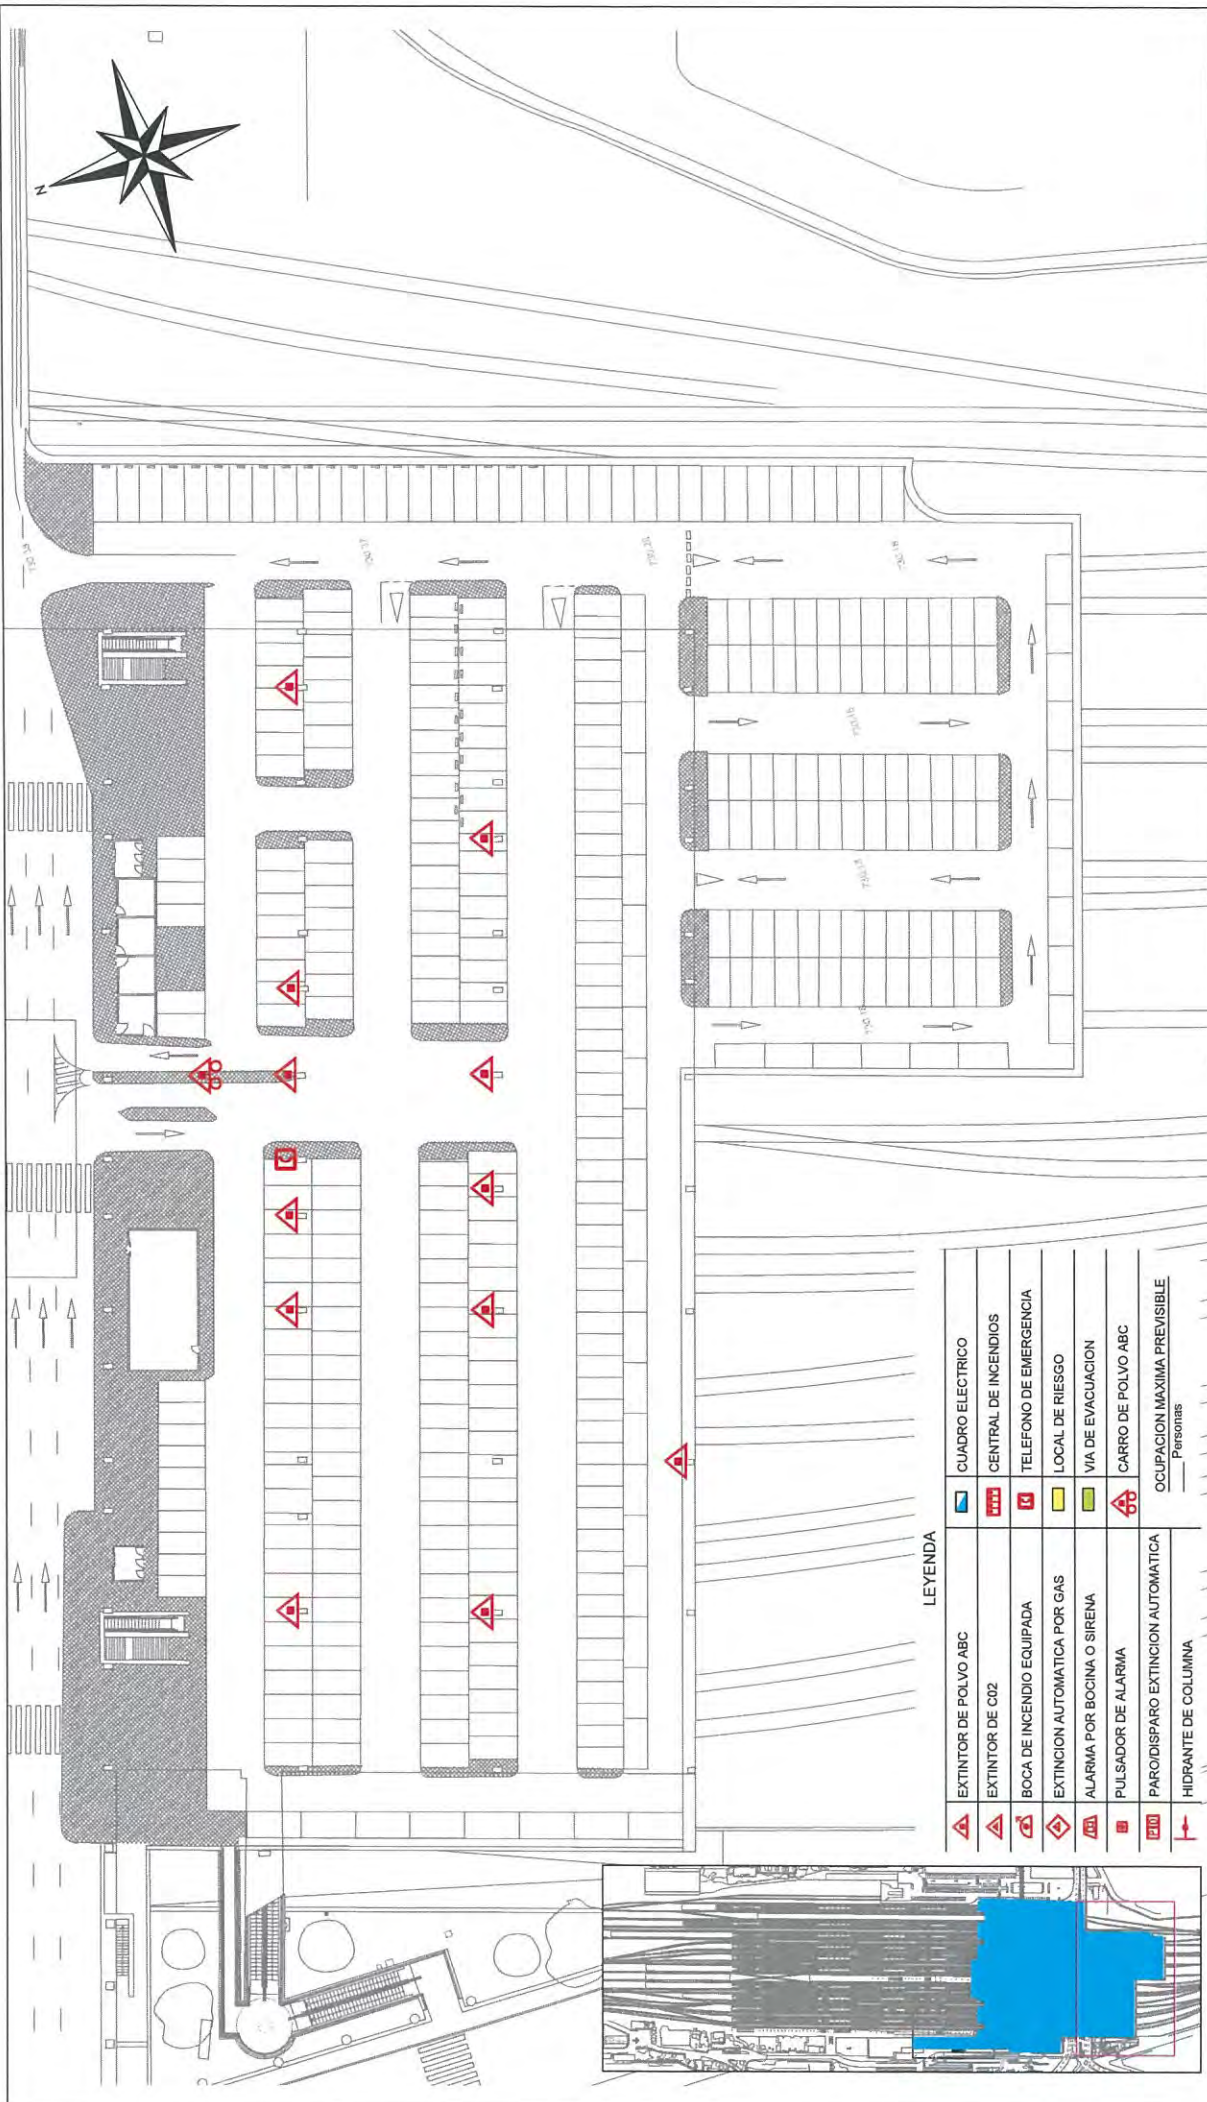 N
LEYENDA
EXTINTOR DE POLVO ABC
EXTINTOR DE C02
BOCA DE INCENDIO EQUIPADA
EXTINCION AUTOMATICA POR GAS
ALARMA POR BOCINA O SIRENA
PULSADOR DE ALARMA
PARO/DISPARO EXTINCION AUTOMATICA
HIDRANTE DE COLUMNA
CUADRO ELECTRICO
CENTRAL DE INCENDIOS
TELEFONO DE EMERGENCIA
LOCAL DE RIESGO
VIA DE EVACUACION
CARRO DE POLVO ABC
OCUPACION MAXIMA PREVISIBLE
Personas